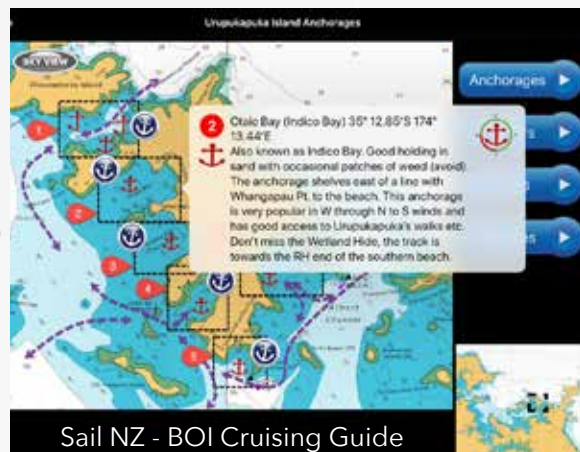 Urupukapuka Island Anchorages
SKY VIEW
Anchorages
1
2
3
4
5
2 Otaio Bay (Indico Bay) 35° 12.85'S 174°
13.44'E
Also known as Indico Bay. Good holding in
sand with occasional patches of weed (avoid)
The anchorage shelves east of a line with
Whangapau Pt. to the beach. This anchorage
is very popular in W through N to S winds and
has good access to Urupukapuka's walks etc.
Don't miss the Wetland Hide, the track is
towards the RH end of the southern beach.
Sail NZ - BOI Cruising Guide